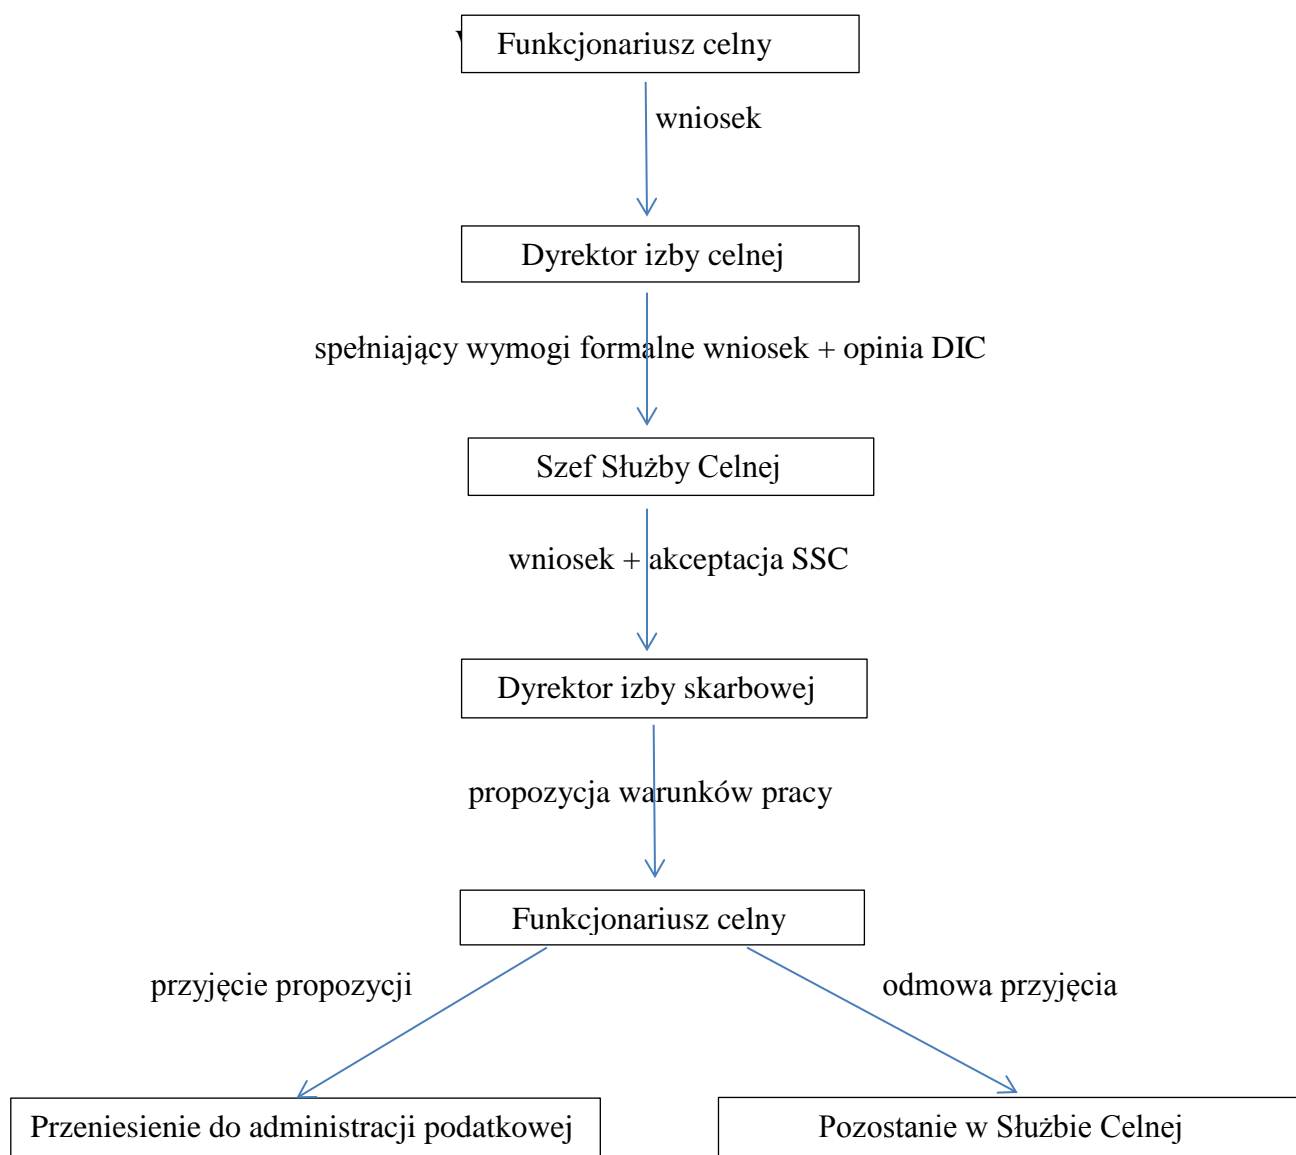 Funkcjonariusz celny
wniosek
Dyrektor izby celnej
spełniający wymogi formalne wniosek + opinia DIC
Szef Służby Celnej
wniosek + akceptacja SSC
Dyrektor izby skarbowej
propozycja warunków pracy
Funkcjonariusz celny
przyjęcie propozycji
odmowa przyjęcia
Przeniesienie do administracji podatkowej
Pozostanie w Służbie Celnej